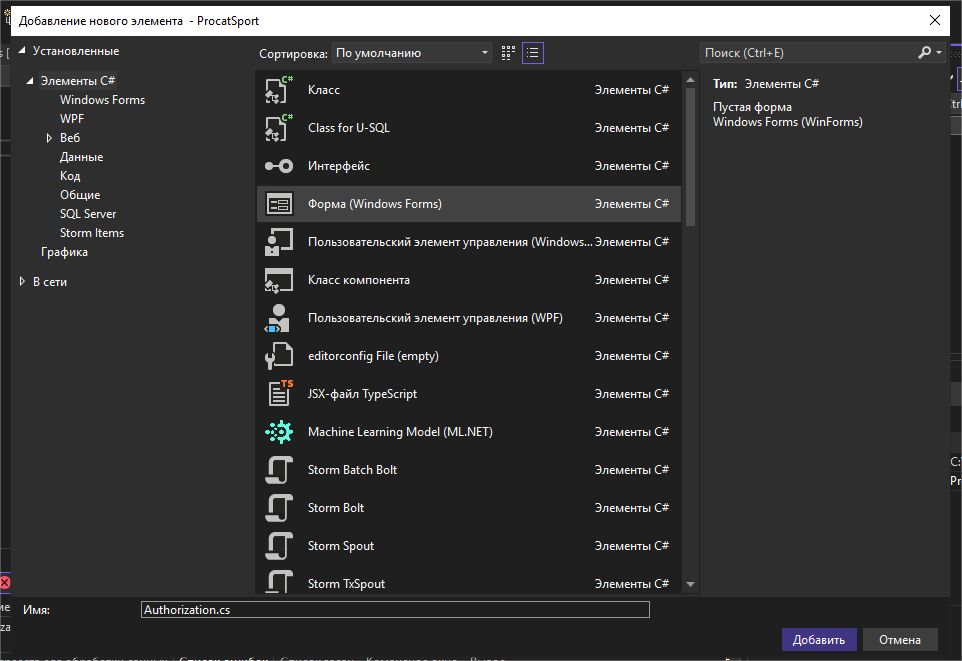 Добавление нового элемента - ProcatSport
Установленные
Сортировка: По умолчанию
Поиск (Ctrl+E)
Элементы C#
Windows Forms
WPF
Веб
Данные
Код
Общие
SQL Server
Storm Items
Графика
В сети
C# Класс Элементы C#
C# Class for U-SQL Элементы C#
Интерфейс Элементы C#
Форма (Windows Forms) Элементы C#
Пользовательский элемент управления (Windows... Элементы C#
Класс компонента Элементы C#
Пользовательский элемент управления (WPF) Элементы C#
editorconfig File (empty) Элементы C#
TS JSX-файл TypeScript Элементы C#
Machine Learning Model (ML.NET) Элементы C#
Storm Batch Bolt Элементы C#
Storm Bolt Элементы C#
Storm Spout Элементы C#
Storm TxSpout Элементы C#
Тип: Элементы C#
Пустая форма
Windows Forms (WinForms)
Имя: Authorization.cs
Добавить Отмена